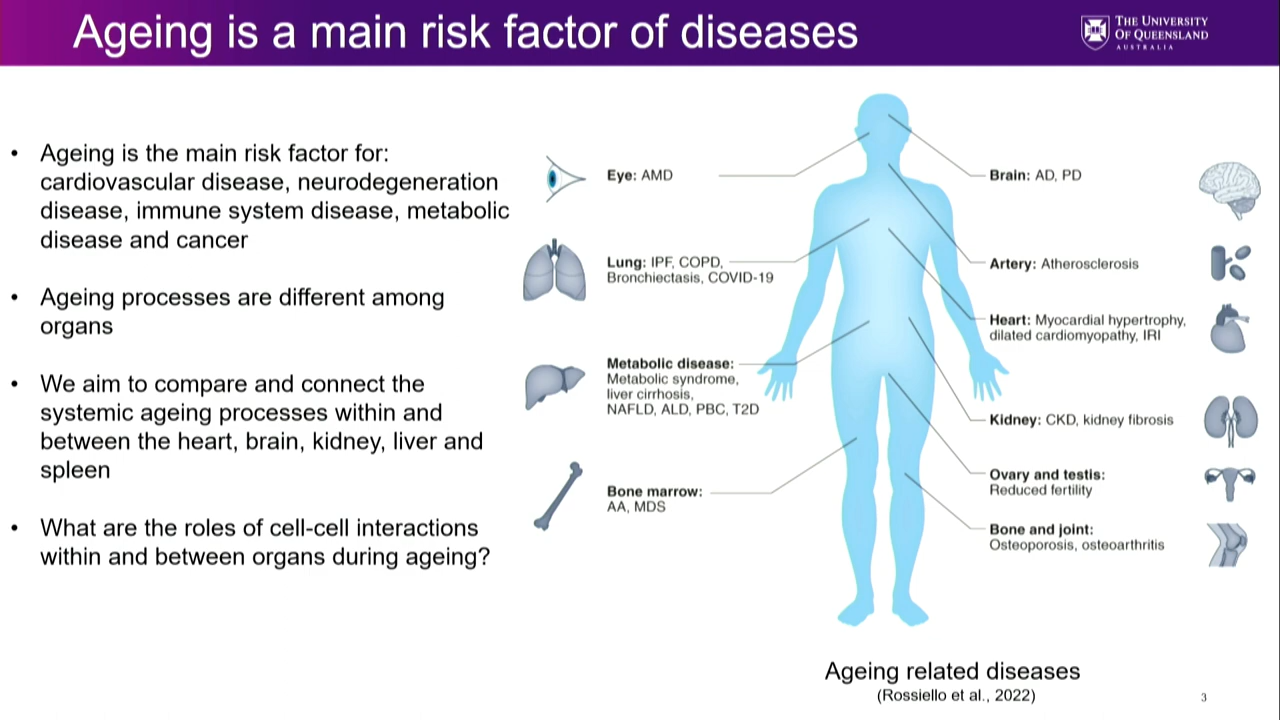 Ageing is a main risk factor of diseases
THE UNIVERSITY
OF QUEENSLAND
AUSTRALIA
• Ageing is the main risk factor for:
cardiovascular disease, neurodegeneration
disease, immune system disease, metabolic
disease and cancer
• Ageing processes are different among
organs
• We aim to compare and connect the
systemic ageing processes within and
between the heart, brain, kidney, liver and
spleen
• What are the roles of cell-cell interactions
within and between organs during ageing?
Eye: AMD
Lung: IPF, COPD,
Bronchiectasis, COVID-19
Metabolic disease:
Metabolic syndrome,
liver cirrhosis,
NAFLD, ALD, PBC, T2D
Bone marrow:
AA, MDS
Brain: AD, PD
Artery: Atherosclerosis
Heart: Myocardial hypertrophy,
dilated cardiomyopathy, IRI
Kidney: CKD, kidney fibrosis
Ovary and testis:
Reduced fertility
Bone and joint:
Osteoporosis, osteoarthritis
Ageing related diseases
(Rossiello et al., 2022)
3